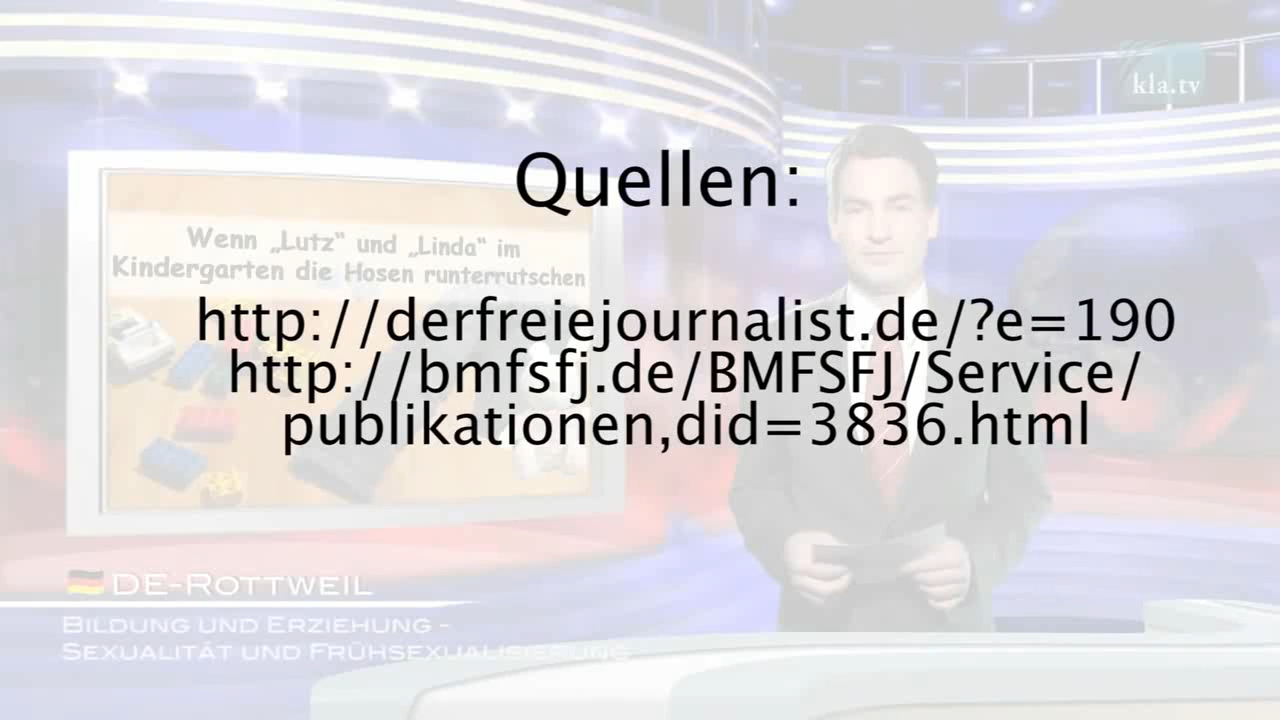 kla.tv
Quellen:
Wenn „Lutz“ und „Linda“ im
Kindergarten die Hosen runterrutschen
http://derfreiejournalist.de/?e=190
http://bmfsfj.de/BMFSFJ/Service/
publikationen,did=3836.html
DE-Rottweil
Bildung und Erziehung -
Sexualität und Frühsexualisierung